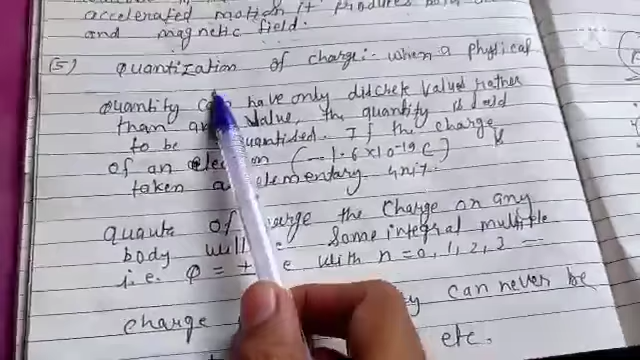 accelerated motion it produces both
and magnetic field.
(5) Quantization of charge :- when a physical
quantity can have only discrete values rather
than any value, the quantity is said
to be quantised. If the charge
of an electron (-1.6×10-19C) is
taken as elementary unit.
quanta of charge the charge on any
body will some integral multiple
i.e. Q = ± e with n = 0, 1, 2, 3 —
charge can never be
etc.